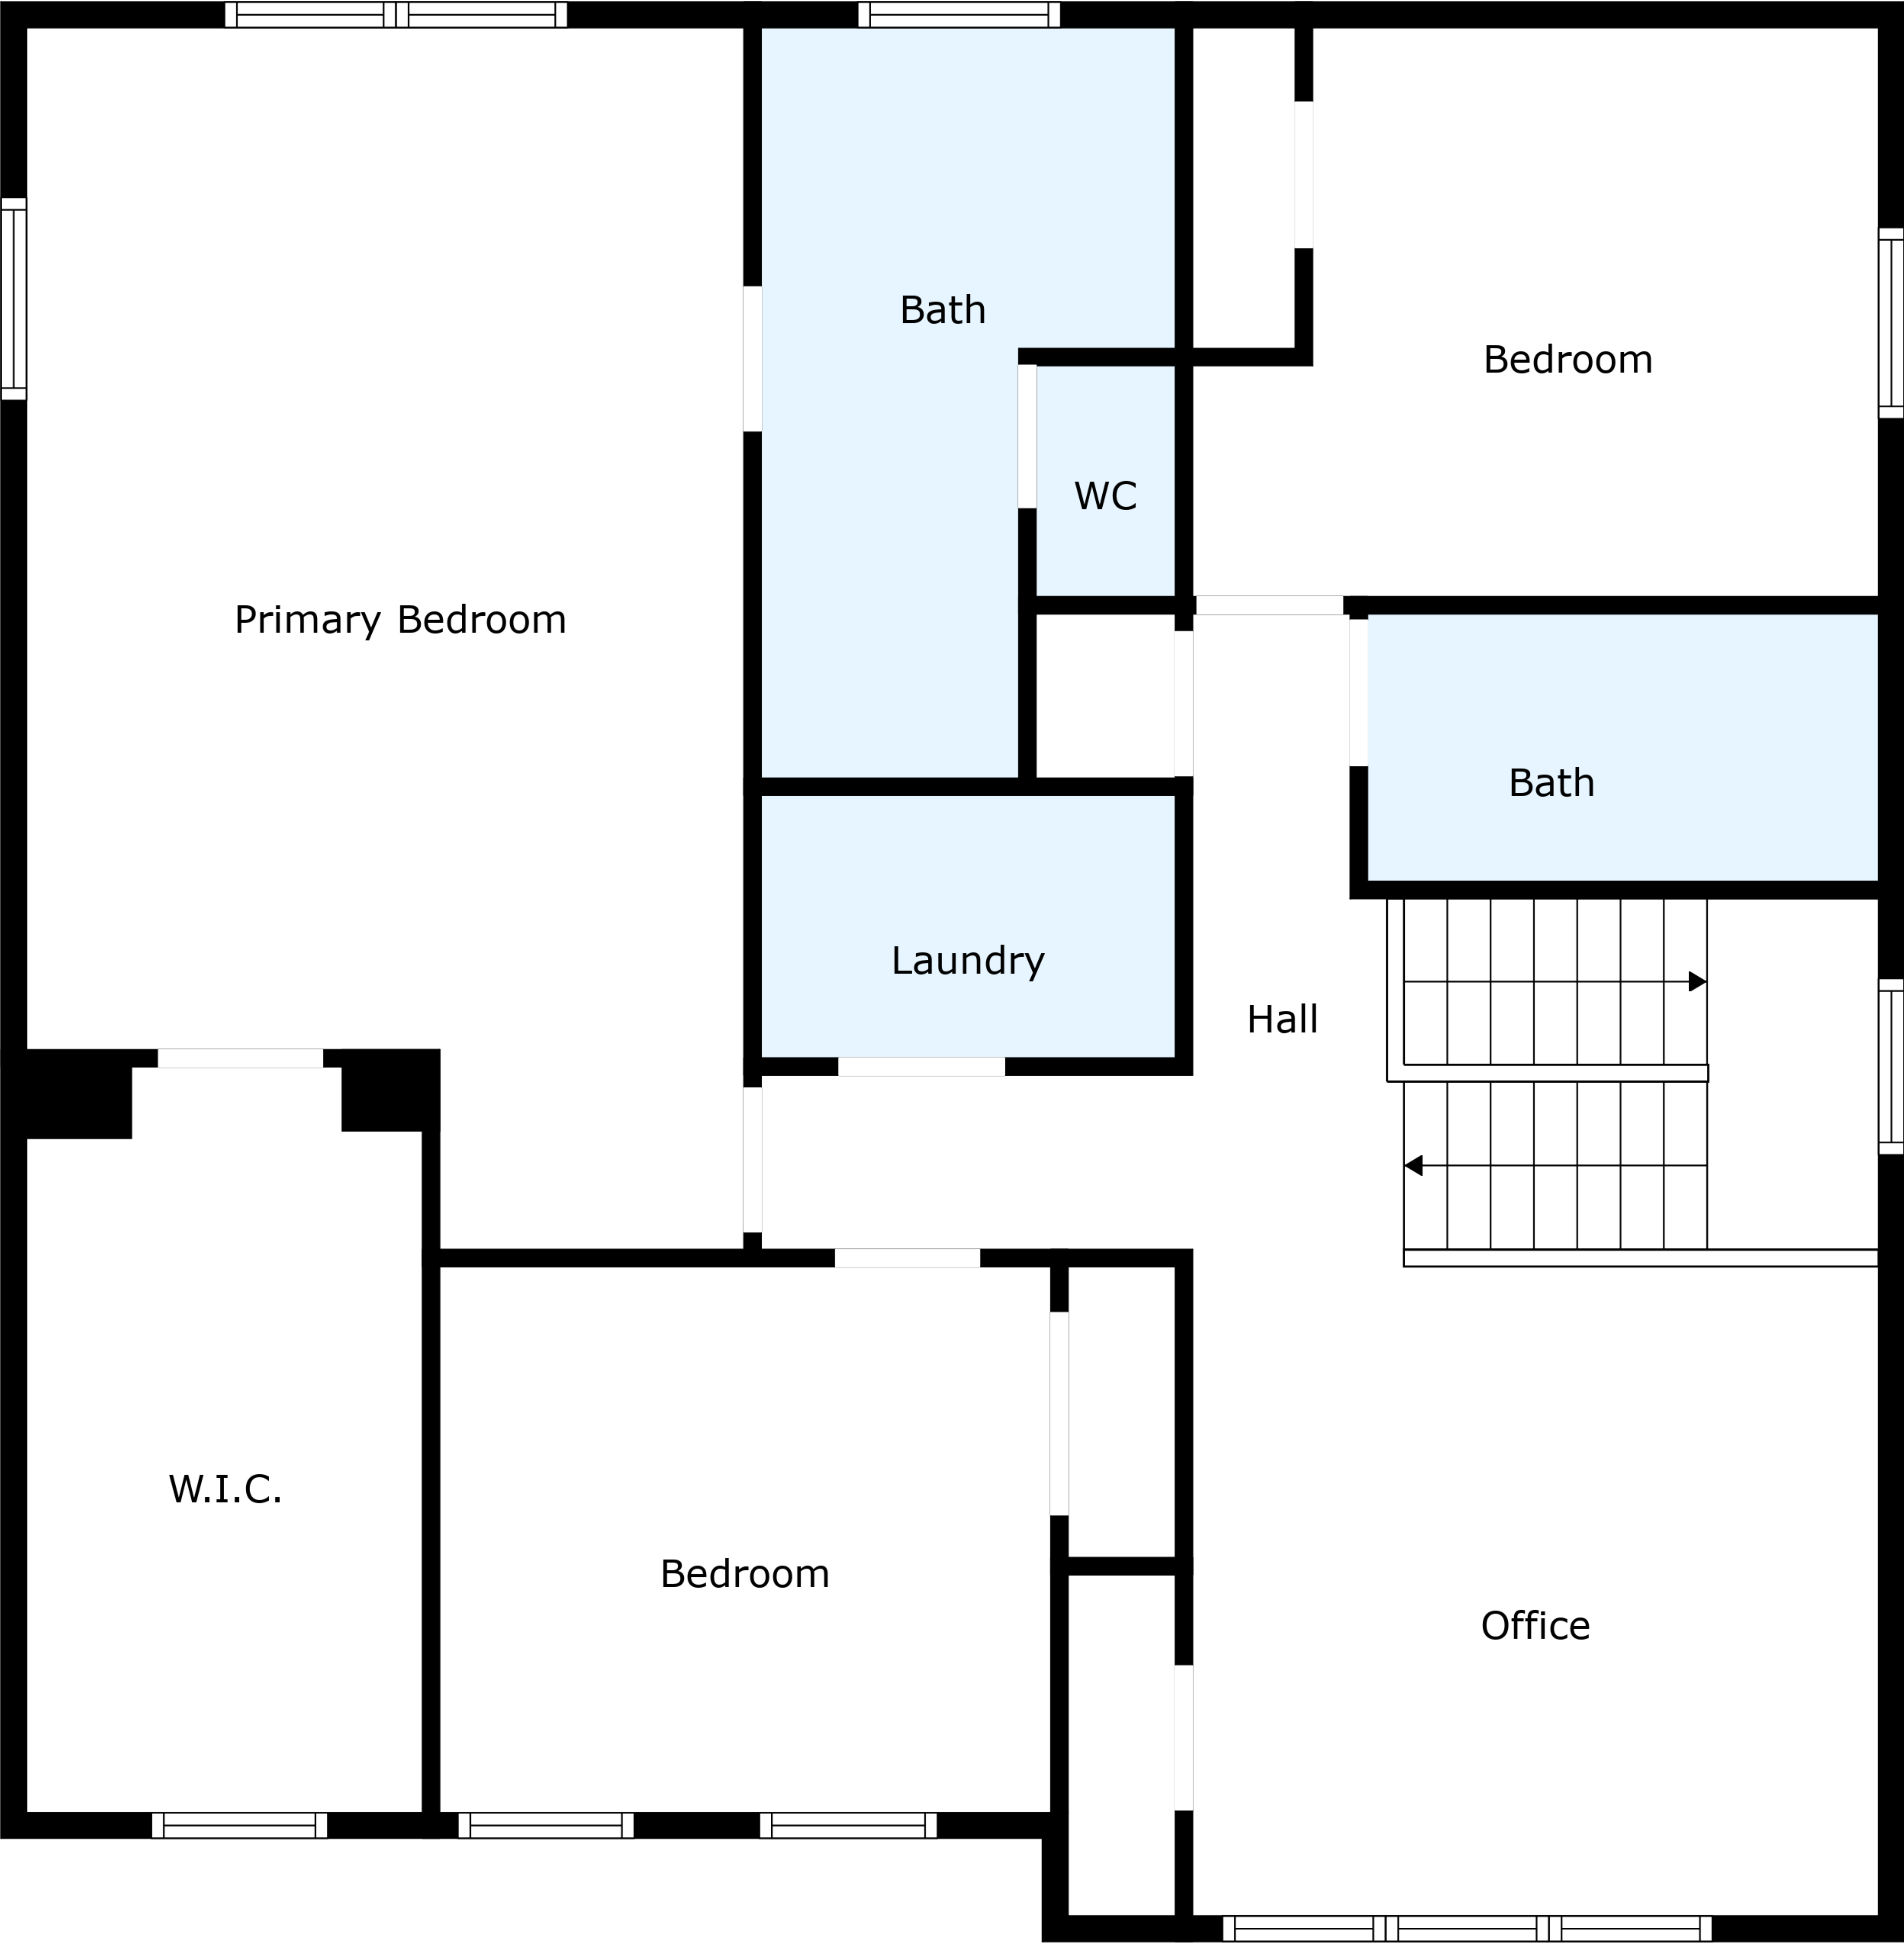 Bath
Bedroom
WC
Primary Bedroom
Bath
Laundry
Hall
W.I.C.
Bedroom
Office